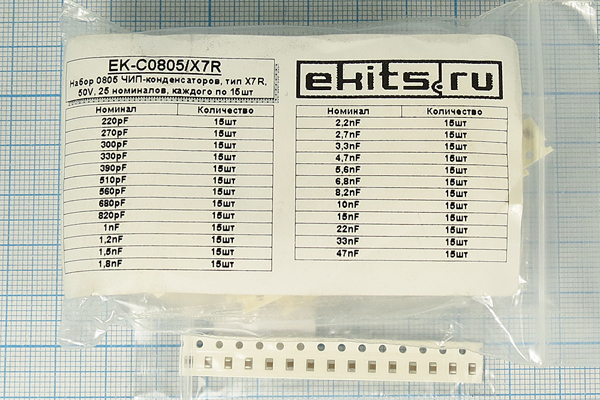 EK-C0805/X7R
Набор 0805 ЧИП-конденсаторов, тип X7R,
50V, 25 номиналов, каждого по 15шт
Номинал Количество
220pF 15шт
270pF 15шт
300pF 15шт
330pF 15шт
390pF 15шт
510pF 15шт
560pF 15шт
680pF 15шт
820pF 15шт
1nF 15шт
1,2nF 15шт
1,5nF 15шт
1,8nF 15шт
ekits.ru
Номинал Количество
2,2nF 15шт
2,7nF 15шт
3,3nF 15шт
4,7nF 15шт
5,6nF 15шт
6,8nF 15шт
8,2nF 15шт
10nF 15шт
15nF 15шт
22nF 15шт
33nF 15шт
47nF 15шт